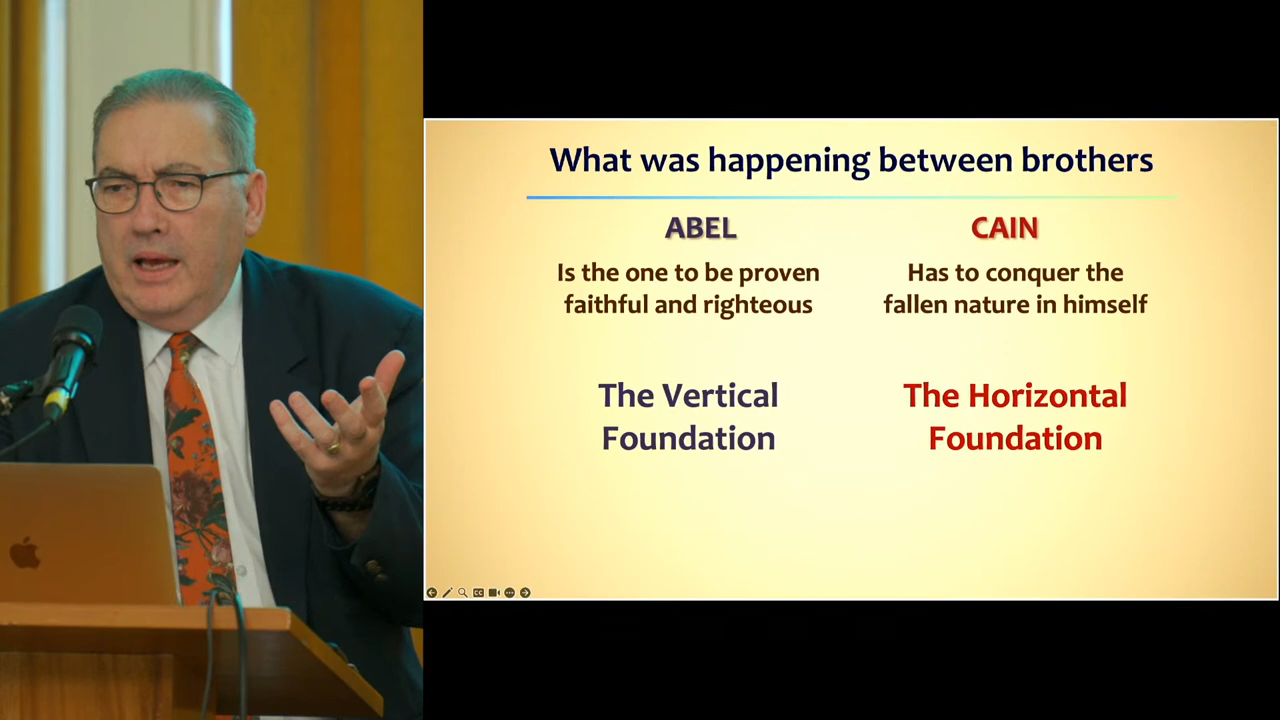 What was happening between brothers
ABEL
Is the one to be proven
faithful and righteous
The Vertical
Foundation
CAIN
Has to conquer the
fallen nature in himself
The Horizontal
Foundation
CC